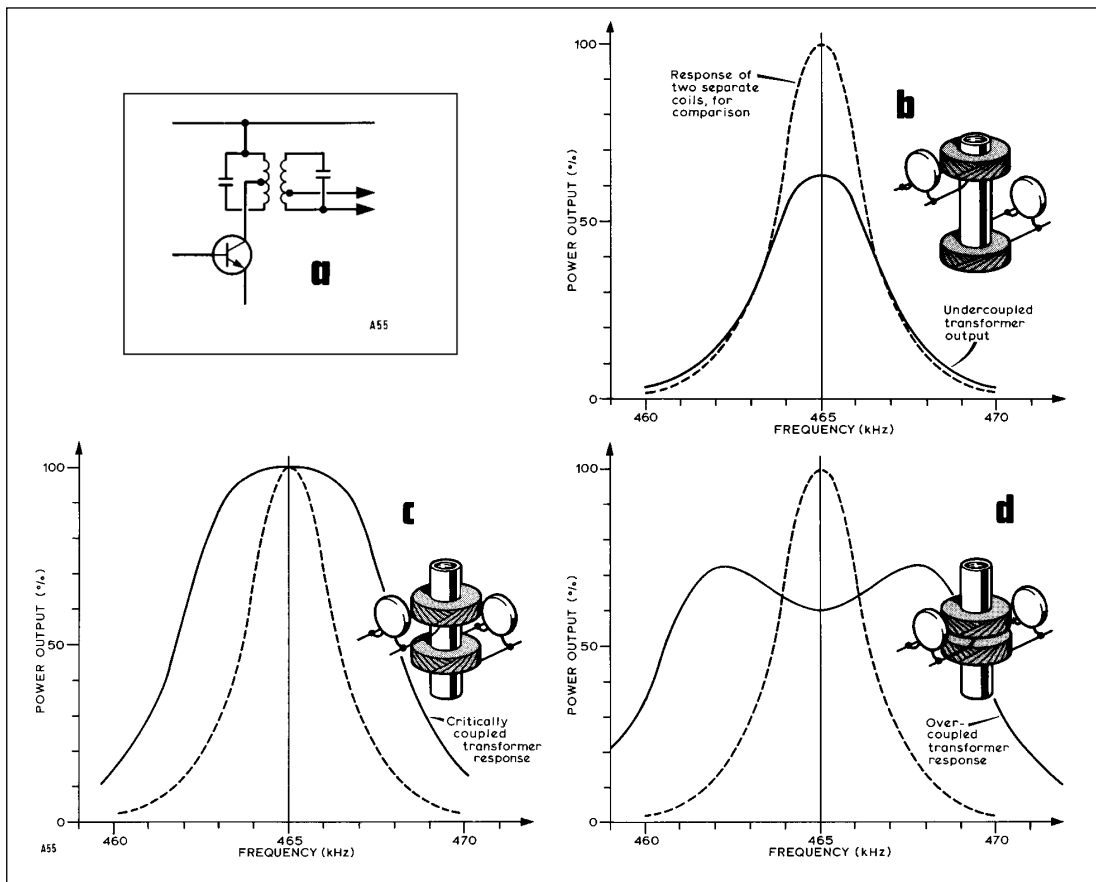 a
A55
POWER OUTPUT (%)
100
50
0
Response of
two separate
coils, for
comparison
b
Undercoupled
transformer
output
460
465
470
FREQUENCY (kHz)
POWER OUTPUT (%)
100
50
0
c
Critically
coupled
transformer
response
460
465
470
FREQUENCY (kHz)
A55
POWER OUTPUT (%)
100
50
0
d
Over-
coupled
transformer
response
460
465
470
FREQUENCY (kHz)